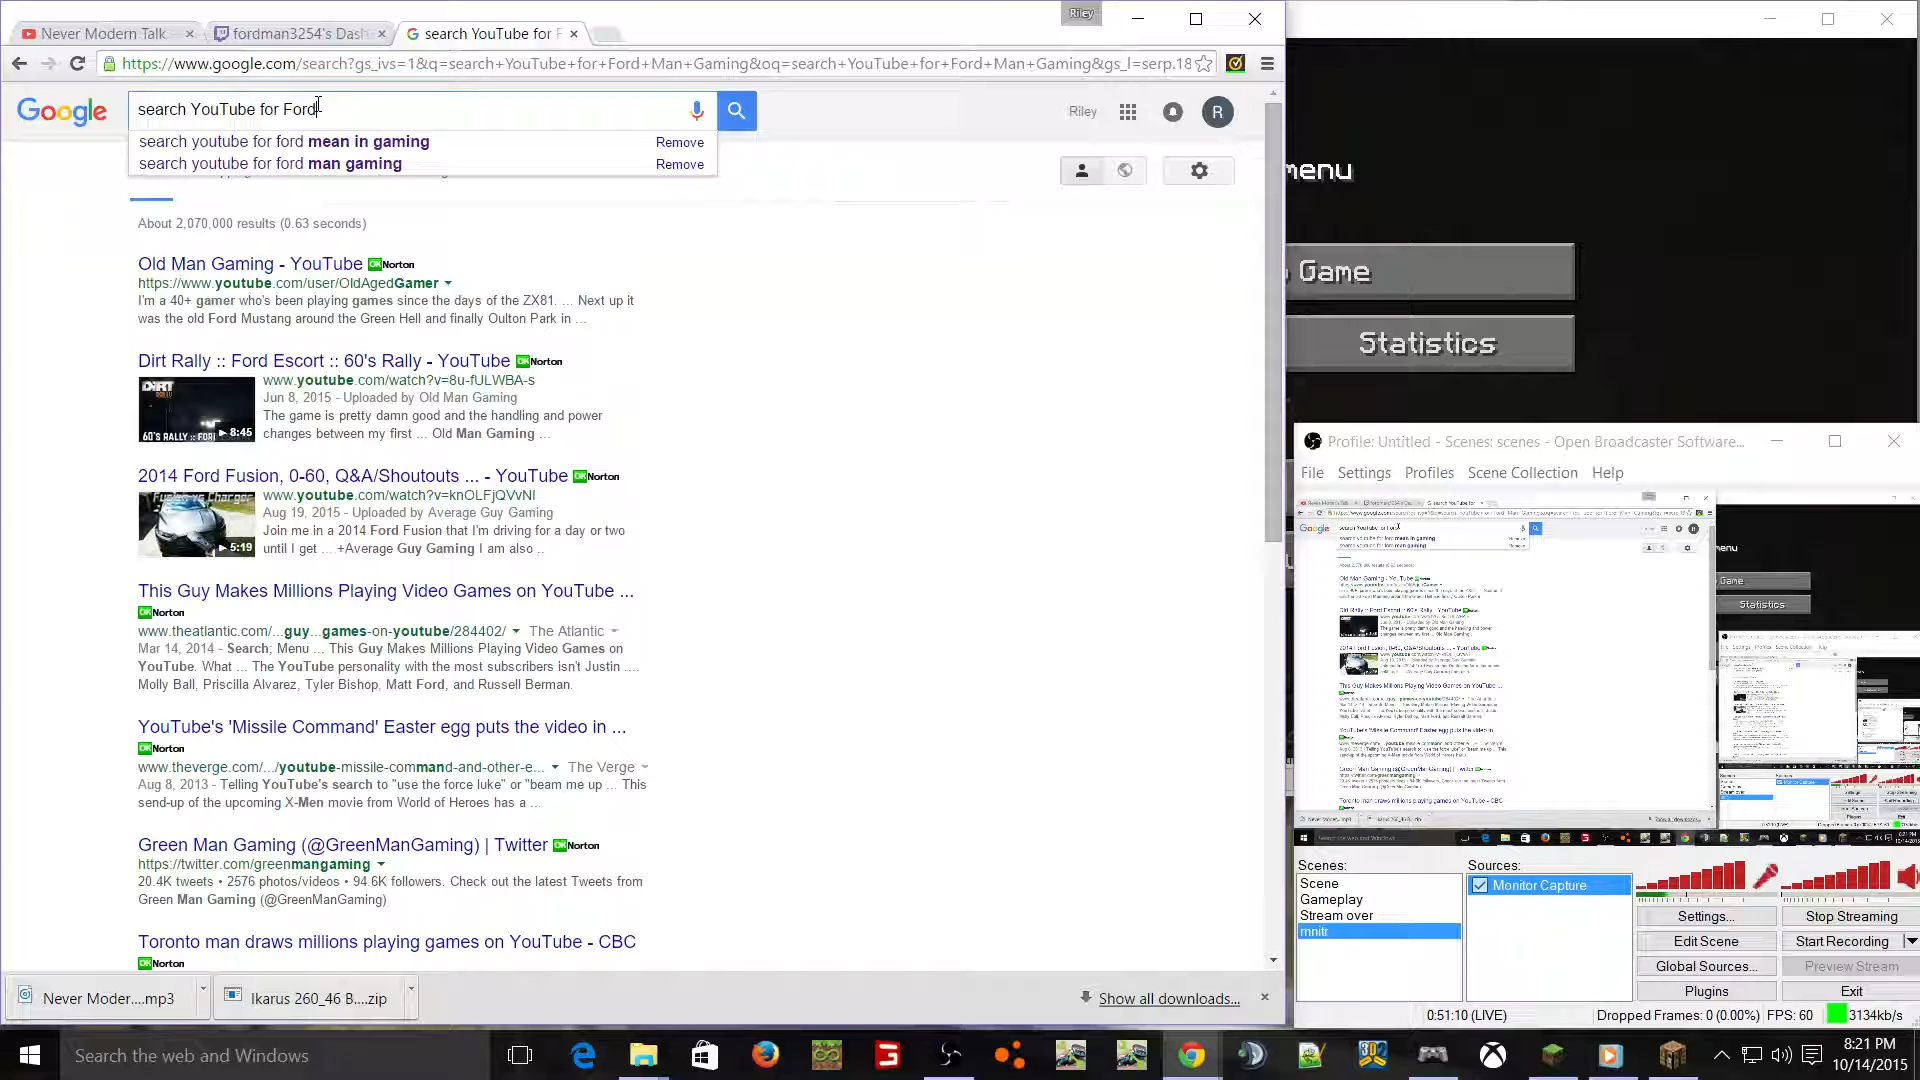 Riley
Never Modern Talk
fordman3254's Dash
search YouTube for F
https://www.google.com/search?gs_ivs=1&q=search+YouTube+for+Ford+Man+Gaming&oq=search+YouTube+for+Ford+Man+Gaming&gs_l=serp.18
Google
search YouTube for Ford
Riley
R
search youtube for ford mean in gaming Remove
search youtube for ford man gaming Remove
About 2,070,000 results (0.63 seconds)
Old Man Gaming - YouTube OK Norton
https://www.youtube.com/user/OldAgedGamer
I'm a 40+ gamer who's been playing games since the days of the ZX81. ... Next up it
was the old Ford Mustang around the Green Hell and finally Oulton Park in ...
Dirt Rally :: Ford Escort :: 60's Rally - YouTube OK Norton
www.youtube.com/watch?v=8u-fULWBA-s
Jun 8, 2015 - Uploaded by Old Man Gaming
The game is pretty damn good and the handling and power
changes between my first ... Old Man Gaming ...
DiRT
RALLY
60'S RALLY :: FORD
8:45
2014 Ford Fusion, 0-60, Q&A/Shoutouts ... - YouTube OK Norton
www.youtube.com/watch?v=knOLFjQVvNI
Aug 19, 2015 - Uploaded by Average Guy Gaming
Join me in a 2014 Ford Fusion that I'm driving for a day or two
until I get ... +Average Guy Gaming I am also ..
Fusion vs Charger
5:19
This Guy Makes Millions Playing Video Games on YouTube ...
OK Norton
www.theatlantic.com/...guy...games-on-youtube/284402/ The Atlantic
Mar 14, 2014 - Search; Menu ... This Guy Makes Millions Playing Video Games on
YouTube. What ... The YouTube personality with the most subscribers isn't Justin ....
Molly Ball, Priscilla Alvarez, Tyler Bishop, Matt Ford, and Russell Berman.
YouTube's 'Missile Command' Easter egg puts the video in ...
OK Norton
www.theverge.com/.../youtube-missile-command-and-other-e... The Verge
Aug 8, 2013 - Telling YouTube's search to "use the force luke" or "beam me up ... This
send-up of the upcoming X-Men movie from World of Heroes has a ...
Green Man Gaming (@GreenManGaming) | Twitter OK Norton
https://twitter.com/greenmangaming
20.4K tweets • 2576 photos/videos • 94.6K followers. Check out the latest Tweets from
Green Man Gaming (@GreenManGaming)
Toronto man draws millions playing games on YouTube - CBC
OK Norton
Never Moder....mp3
Ikarus 260_46 B....zip
Show all downloads...
menu
Game
Statistics
Profile: Untitled - Scenes: scenes - Open Broadcaster Software...
File Settings Profiles Scene Collection Help
Scenes:
Scene
Gameplay
Stream over
mnitr
Sources:
Monitor Capture
Settings...
Stop Streaming
Edit Scene
Start Recording
Global Sources...
Preview Stream
Plugins
Exit
0:51:10 (LIVE)
Dropped Frames: 0 (0.00%) FPS: 60
3134kb/s
Search the web and Windows
8:21 PM
10/14/2015